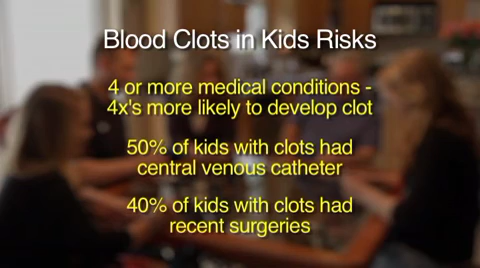 Blood Clots in Kids Risks
4 or more medical conditions -
4x's more likely to develop clot
50% of kids with clots had
central venous catheter
40% of kids with clots had
recent surgeries